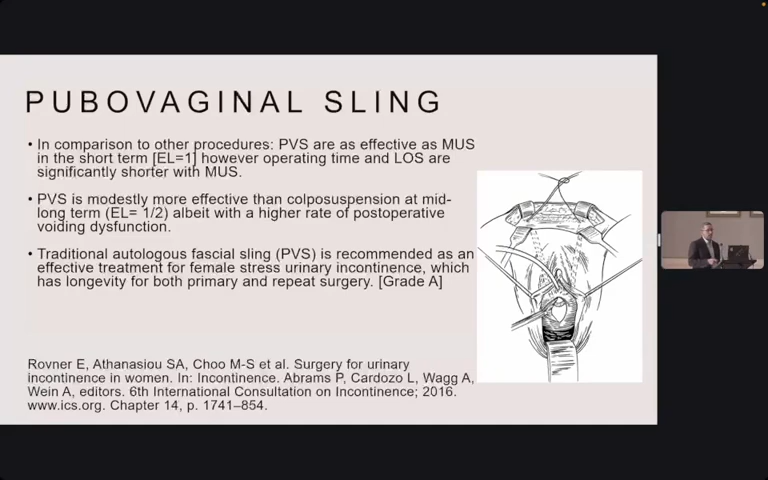 PUBOVAGINAL SLING
• In comparison to other procedures: PVS are as effective as MUS
in the short term [EL=1] however operating time and LOS are
significantly shorter with MUS.
• PVS is modestly more effective than colposuspension at mid-
long term (EL= 1/2) albeit with a higher rate of postoperative
voiding dysfunction.
• Traditional autologous fascial sling (PVS) is recommended as an
effective treatment for female stress urinary incontinence, which
has longevity for both primary and repeat surgery. [Grade A]
Rovner E, Athanasiou SA, Choo M-S et al. Surgery for urinary
incontinence in women. In: Incontinence. Abrams P, Cardozo L, Wagg A,
Wein A, editors. 6th International Consultation on Incontinence; 2016.
www.ics.org. Chapter 14, p. 1741–854.